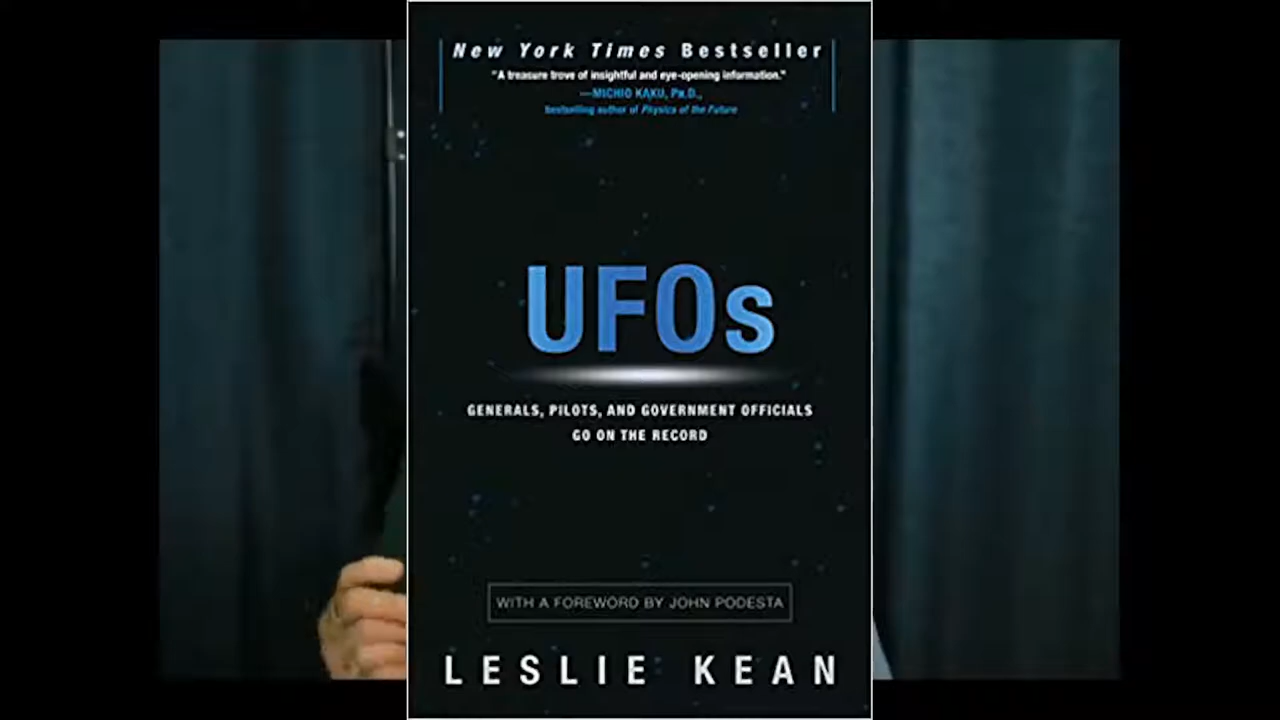 New York Times Bestseller
"A treasure trove of insightful and eye-opening information."
—MICHIO KAKU, Ph.D.,
bestselling author of Physics of the Future
UFOs
GENERALS, PILOTS, AND GOVERNMENT OFFICIALS
GO ON THE RECORD
WITH A FOREWORD BY JOHN PODESTA
LESLIE KEAN